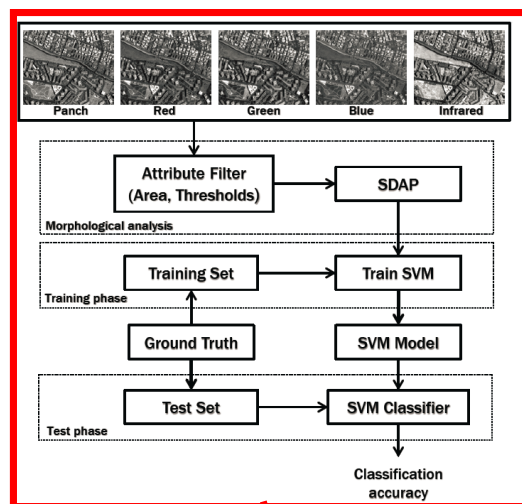 Panch Red Green Blue Infrared
Attribute Filter
(Area, Thresholds)
SDAP
Morphological analysis
Training Set
Train SVM
Training phase
Ground Truth
SVM Model
Test Set
SVM Classifier
Test phase
Classification
accuracy